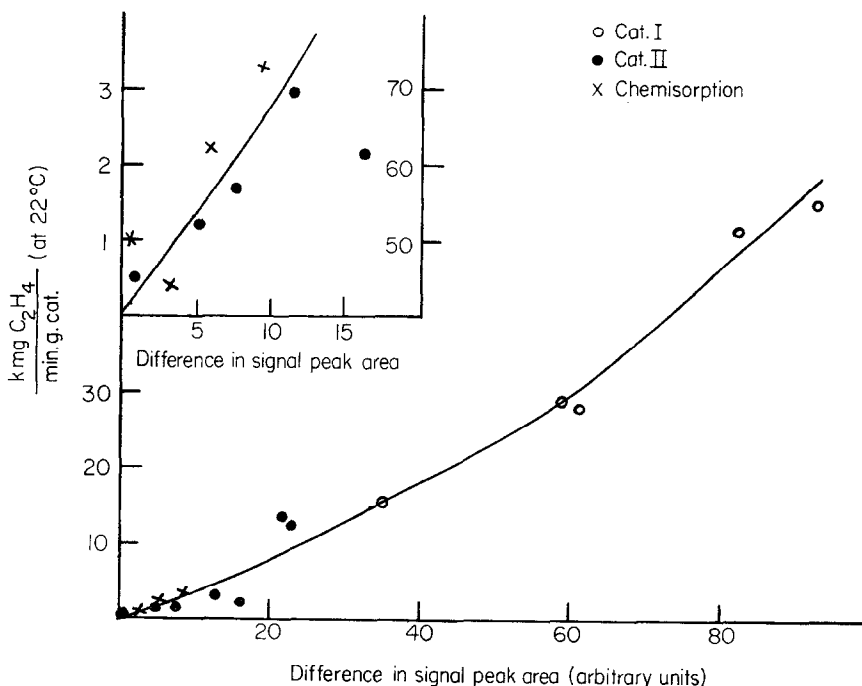 Cat. I
Cat. II
Chemisorption
3
2
1
5
10
15
Difference in signal peak area
70
60
50
30
20
10
k mg C2H4
min. g. cat.
(at 22°C)
20
40
60
80
Difference in signal peak area (arbitrary units)